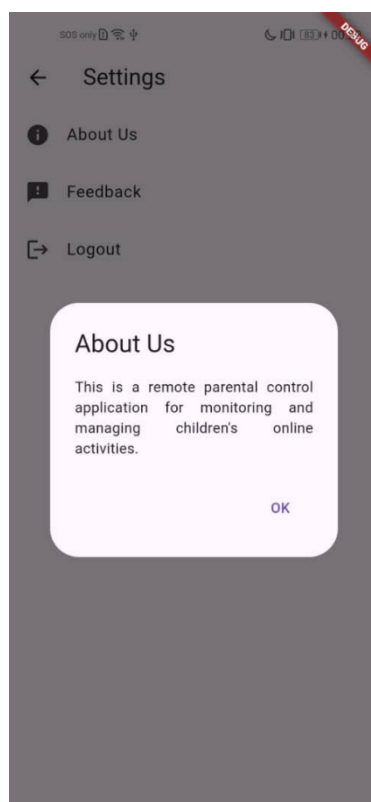 SOS only
83
DEBUG
Settings
About Us
Feedback
Logout
About Us
This is a remote parental control
application for monitoring and
managing children's online
activities.
OK